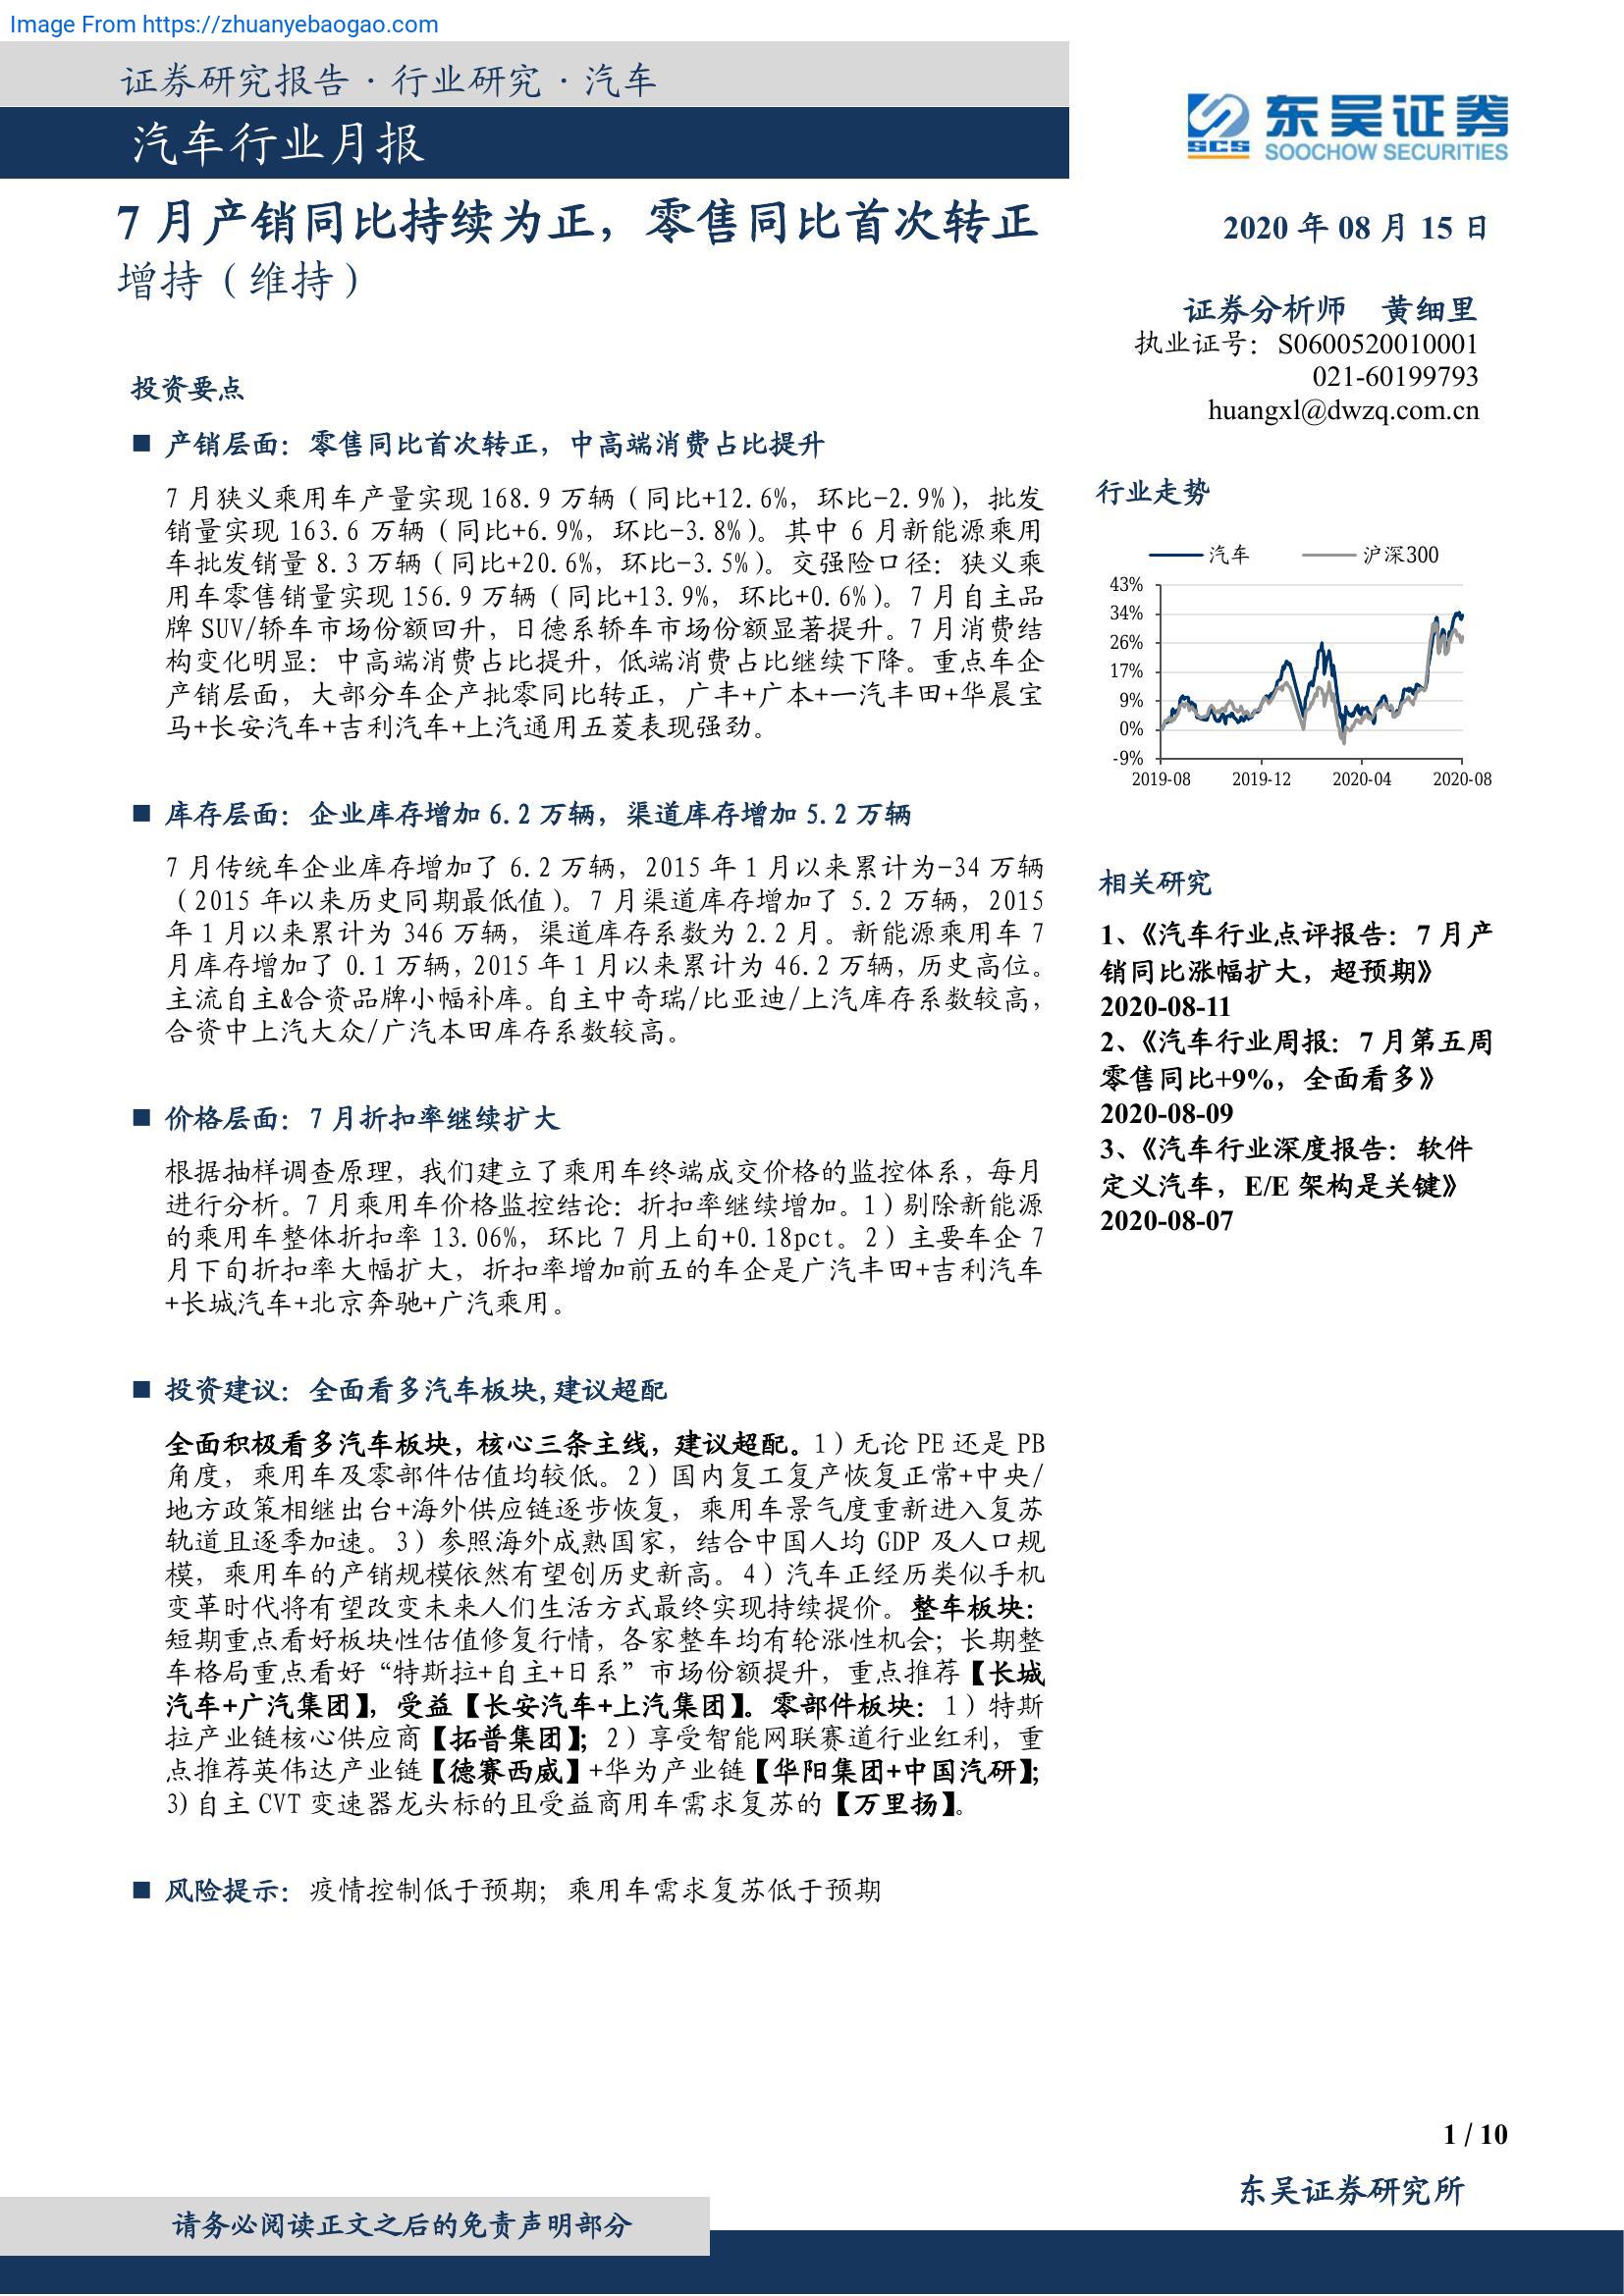 Image From https://zhuanyebaogao.com
证券研究报告·行业研究·汽车
汽车行业月报
SCS
东吴证券
SOOCHOW SECURITIES
7 月产销同比持续为正，零售同比首次转正
增持（维持）
2020 年 08 月 15 日
证券分析师 黄细里
执业证号：S0600520010001
021-60199793
huangxl@dwzq.com.cn
投资要点
■ 产销层面：零售同比首次转正，中高端消费占比提升
7 月狭义乘用车产量实现 168.9 万辆（同比+12.6%，环比-2.9%），批发
销量实现 163.6 万辆（同比+6.9%，环比-3.8%）。其中 6 月新能源乘用
车批发销量 8.3 万辆（同比+20.6%，环比-3.5%）。交强险口径：狭义乘
用车零售销量实现 156.9 万辆（同比+13.9%，环比+0.6%）。7 月自主品
牌 SUV/轿车市场份额回升，日德系轿车市场份额显著提升。7 月消费结
构变化明显：中高端消费占比提升，低端消费占比继续下降。重点车企
产销层面，大部分车企产批零同比转正，广丰+广本+一汽丰田+华晨宝
马+长安汽车+吉利汽车+上汽通用五菱表现强劲。
■ 库存层面：企业库存增加 6.2 万辆，渠道库存增加 5.2 万辆
7 月传统车企业库存增加了 6.2 万辆，2015 年 1 月以来累计为-34 万辆
（2015 年以来历史同期最低值）。7 月渠道库存增加了 5.2 万辆，2015
年 1 月以来累计为 346 万辆，渠道库存系数为 2.2 月。新能源乘用车 7
月库存增加了 0.1 万辆，2015 年 1 月以来累计为 46.2 万辆，历史高位。
主流自主&合资品牌小幅补库。自主中奇瑞/比亚迪/上汽库存系数较高，
合资中上汽大众/广汽本田库存系数较高。
■ 价格层面：7 月折扣率继续扩大
根据抽样调查原理，我们建立了乘用车终端成交价格的监控体系，每月
进行分析。7 月乘用车价格监控结论：折扣率继续增加。1）剔除新能源
的乘用车整体折扣率 13.06%，环比 7 月上旬+0.18pct。2）主要车企 7
月下旬折扣率大幅扩大，折扣率增加前五的车企是广汽丰田+吉利汽车
+长城汽车+北京奔驰+广汽乘用。
■ 投资建议：全面看多汽车板块,建议超配
全面积极看多汽车板块，核心三条主线，建议超配。1）无论 PE 还是 PB
角度，乘用车及零部件估值均较低。2）国内复工复产恢复正常+中央/
地方政策相继出台+海外供应链逐步恢复，乘用车景气度重新进入复苏
轨道且逐季加速。3）参照海外成熟国家，结合中国人均 GDP 及人口规
模，乘用车的产销规模依然有望创历史新高。4）汽车正经历类似手机
变革时代将有望改变未来人们生活方式最终实现持续提价。整车板块：
短期重点看好板块性估值修复行情，各家整车均有轮涨性机会；长期整
车格局重点看好“特斯拉+自主+日系”市场份额提升，重点推荐【长城
汽车+广汽集团】，受益【长安汽车+上汽集团】。零部件板块：1）特斯
拉产业链核心供应商【拓普集团】；2）享受智能网联赛道行业红利，重
点推荐英伟达产业链【德赛西威】+华为产业链【华阳集团+中国汽研】；
3)自主 CVT 变速器龙头标的且受益商用车需求复苏的【万里扬】。
■ 风险提示：疫情控制低于预期；乘用车需求复苏低于预期
行业走势
汽车 沪深300
43%
34%
26%
17%
9%
0%
-9%
2019-08 2019-12 2020-04 2020-08
相关研究
1、《汽车行业点评报告：7 月产
销同比涨幅扩大，超预期》
2020-08-11
2、《汽车行业周报：7 月第五周
零售同比+9%，全面看多》
2020-08-09
3、《汽车行业深度报告：软件
定义汽车，E/E 架构是关键》
2020-08-07
1 / 10
东吴证券研究所
请务必阅读正文之后的免责声明部分